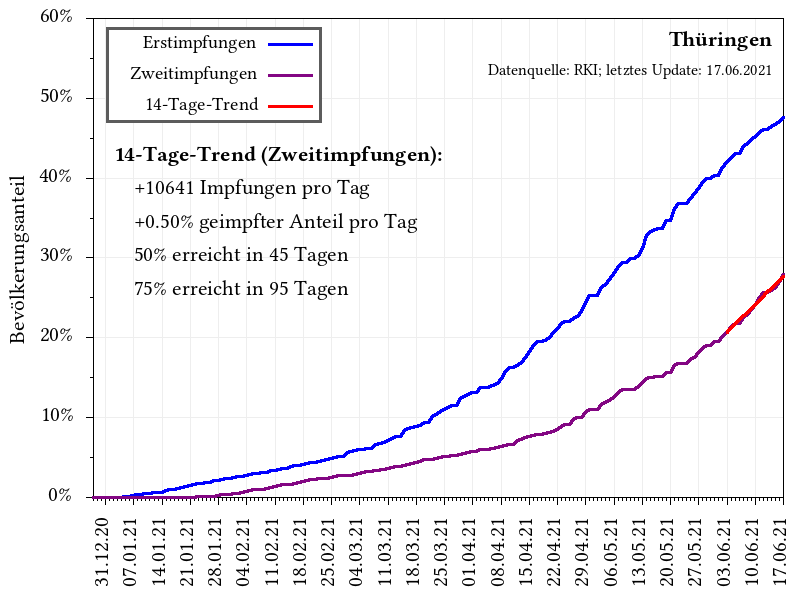 60%
50%
40%
30%
20%
10%
0%
Bevölkerungsanteil
Erstimpfungen
Zweitimpfungen
14-Tage-Trend
Thüringen
Datenquelle: RKI; letztes Update: 17.06.2021
14-Tage-Trend (Zweitimpfungen):
+10641 Impfungen pro Tag
+0.50% geimpfter Anteil pro Tag
50% erreicht in 45 Tagen
75% erreicht in 95 Tagen
31.12.20
07.01.21
14.01.21
21.01.21
28.01.21
04.02.21
11.02.21
18.02.21
25.02.21
04.03.21
11.03.21
18.03.21
25.03.21
01.04.21
08.04.21
15.04.21
22.04.21
29.04.21
06.05.21
13.05.21
20.05.21
27.05.21
03.06.21
10.06.21
17.06.21